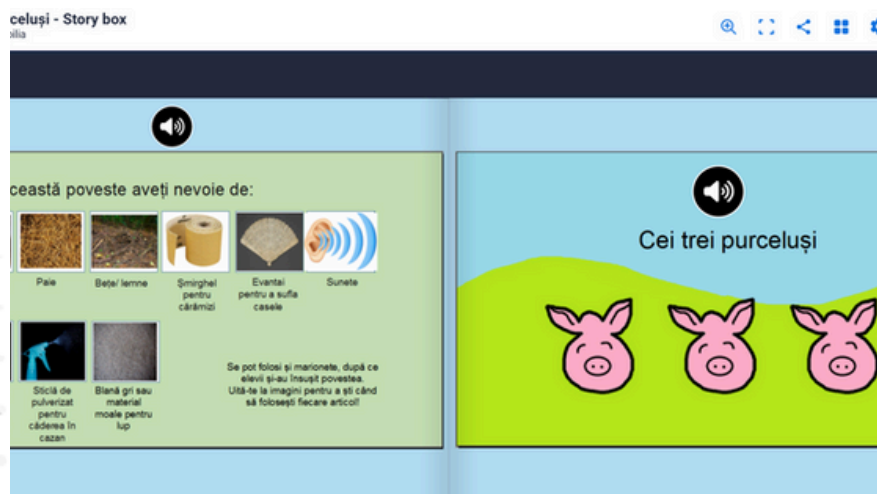 celuși - Story box
ilia
cească poveste aveți nevoie de:
Paie
Bețe/ lemne
Șmirghel
pentru
cărămizi
Evantai
pentru a sufla
casele
Sunete
Sticlă de
pulverizat
pentru
căderea în
cazan
Blană gri sau
material
moale pentru
lup
Se pot folosi și marionete, după ce
elevii și-au însușit povestea.
Uită-te la imagini pentru a ști când
să folosești fiecare articol!
Cei trei purceluși